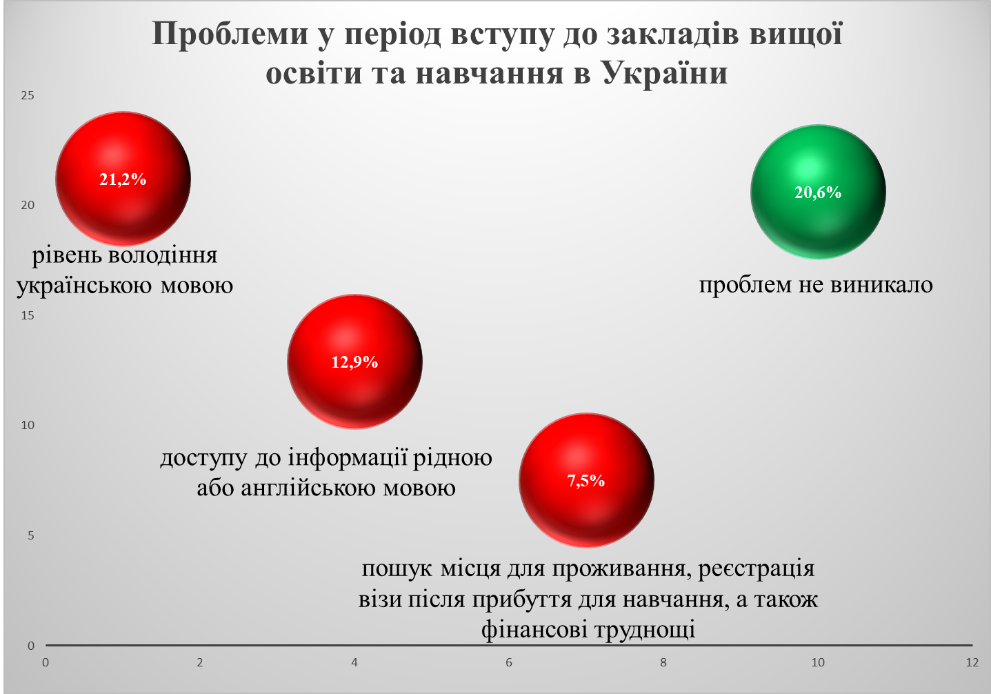 Проблеми у період вступу до закладів вищої
освіти та навчання в України
25
20
15
10
5
0
0 2 4 6 8 10 12
21,2%
рівень володіння
українською мовою
12,9%
доступу до інформації рідною
або англійською мовою
7,5%
пошук місця для проживання, реєстрація
візи після прибуття для навчання, а також
фінансові труднощі
20,6%
проблем не виникало